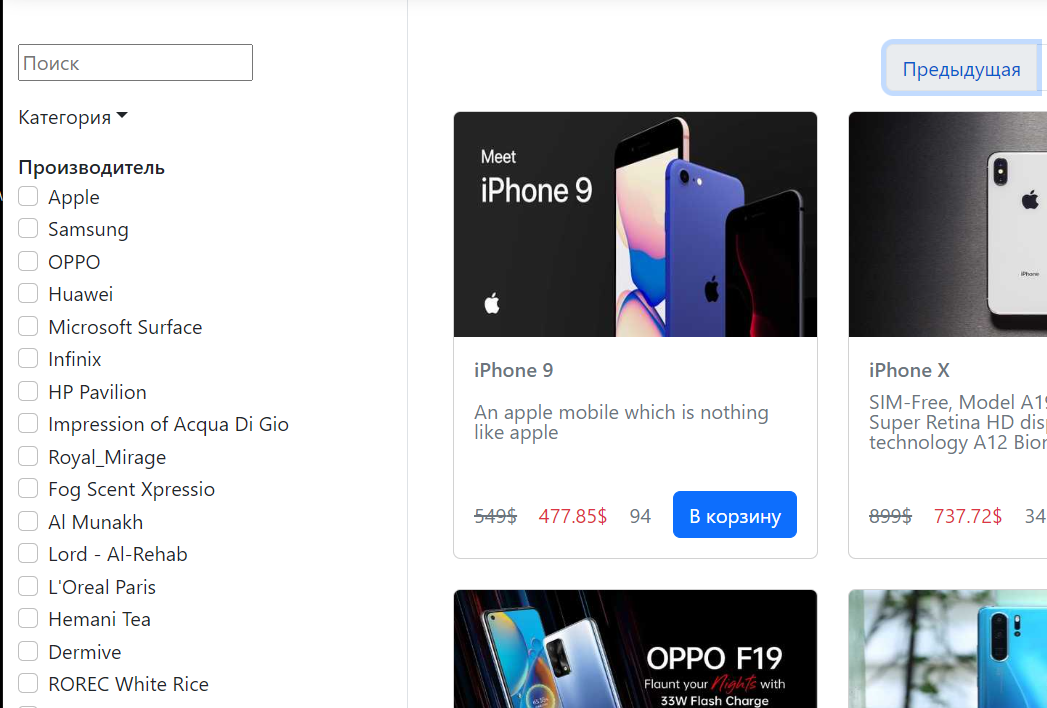 Поиск
Категория
Производитель
Apple
Samsung
OPPO
Huawei
Microsoft Surface
Infinix
HP Pavilion
Impression of Acqua Di Gio
Royal_Mirage
Fog Scent Xpressio
Al Munakh
Lord - Al-Rehab
L'Oreal Paris
Hemani Tea
Dermive
ROREC White Rice
Предыдущая
Meet
iPhone 9
iPhone 9
An apple mobile which is nothing
like apple
549$ 477.85$ 94 В корзину
iPhone
iPhone X
SIM-Free, Model A19
Super Retina HD disp
technology A12 Bion
899$ 737.72$ 34
OPPO F19
Flaunt your Nights with
33W Flash Charge